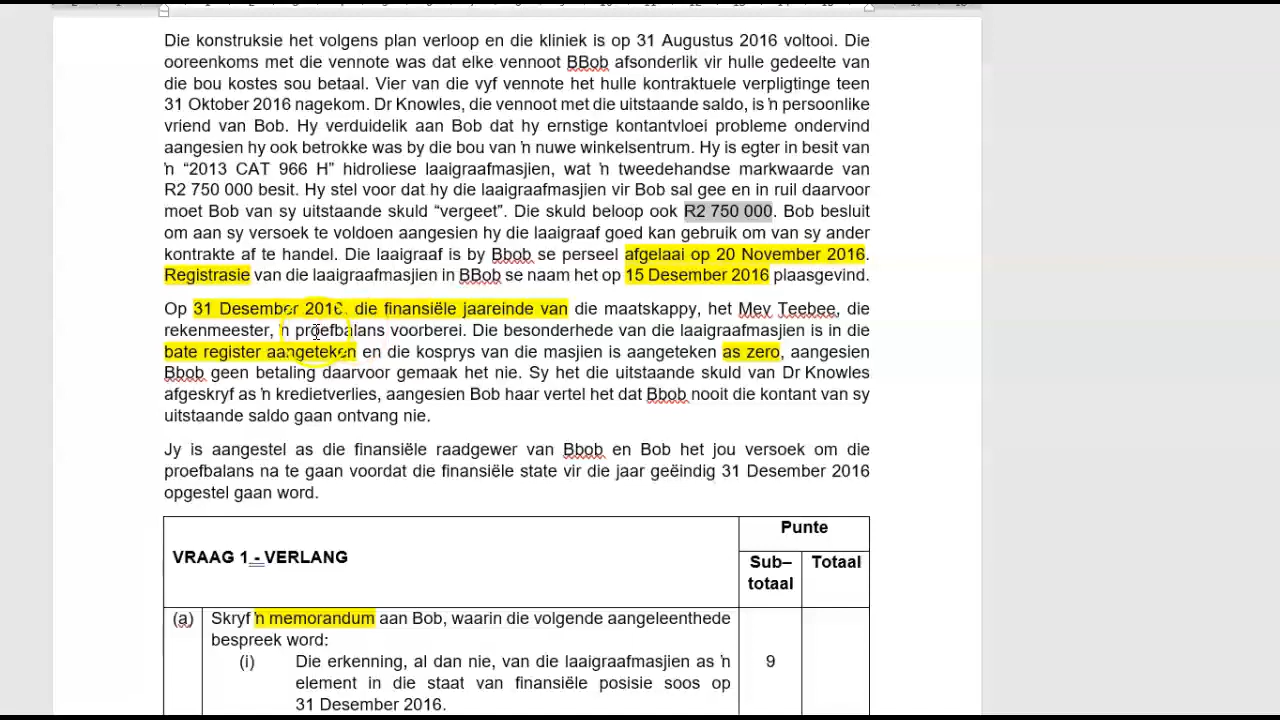 Die konstruksie het volgens plan verloop en die kliniek is op 31 Augustus 2016 voltooi. Die
ooreenkoms met die vennote was dat elke vennoot BBob afsonderlik vir hulle gedeelte van
die bou kostes sou betaal. Vier van die vyf vennote het hulle kontraktuele verpligtinge teen
31 Oktober 2016 nagekom. Dr Knowles, die vennoot met die uitstaande saldo, is ŉ persoonlike
vriend van Bob. Hy verduidelik aan Bob dat hy ernstige kontantvloei probleme ondervind
aangesien hy ook betrokke was by die bou van ŉ nuwe winkelsentrum. Hy is egter in besit van
ŉ “2013 CAT 966 H” hidroliese laaigraafmasjien, wat ŉ tweedehandse markwaarde van
R2 750 000 besit. Hy stel voor dat hy die laaigraafmasjien vir Bob sal gee en in ruil daarvoor
moet Bob van sy uitstaande skuld “vergeet”. Die skuld beloop ook R2 750 000. Bob besluit
om aan sy versoek te voldoen aangesien hy die laaigraaf goed kan gebruik om van sy ander
kontrakte af te handel. Die laaigraaf is by Bbob se perseel afgelaai op 20 November 2016.
Registrasie van die laaigraafmasjien in BBob se naam het op 15 Desember 2016 plaasgevind.
Op 31 Desember 2016, die finansiële jaareinde van die maatskappy, het Mev Teebee, die
rekenmeester, ŉ proefbalans voorberei. Die besonderhede van die laaigraafmasjien is in die
bate register aangeteken en die kosprys van die masjien is aangeteken as zero, aangesien
Bbob geen betaling daarvoor gemaak het nie. Sy het die uitstaande skuld van Dr Knowles
afgeskryf as ŉ kredietverlies, aangesien Bob haar vertel het dat Bbob nooit die kontant van sy
uitstaande saldo gaan ontvang nie.
Jy is aangestel as die finansiële raadgewer van Bbob en Bob het jou versoek om die
proefbalans na te gaan voordat die finansiële state vir die jaar geëindig 31 Desember 2016
opgestel gaan word.
VRAAG 1 - VERLANG
Punte
Sub–
totaal
Totaal
(a) Skryf ŉ memorandum aan Bob, waarin die volgende aangeleenthede
bespreek word:
(i) Die erkenning, al dan nie, van die laaigraafmasjien as ŉ 9
element in die staat van finansiële posisie soos op
31 Desember 2016.